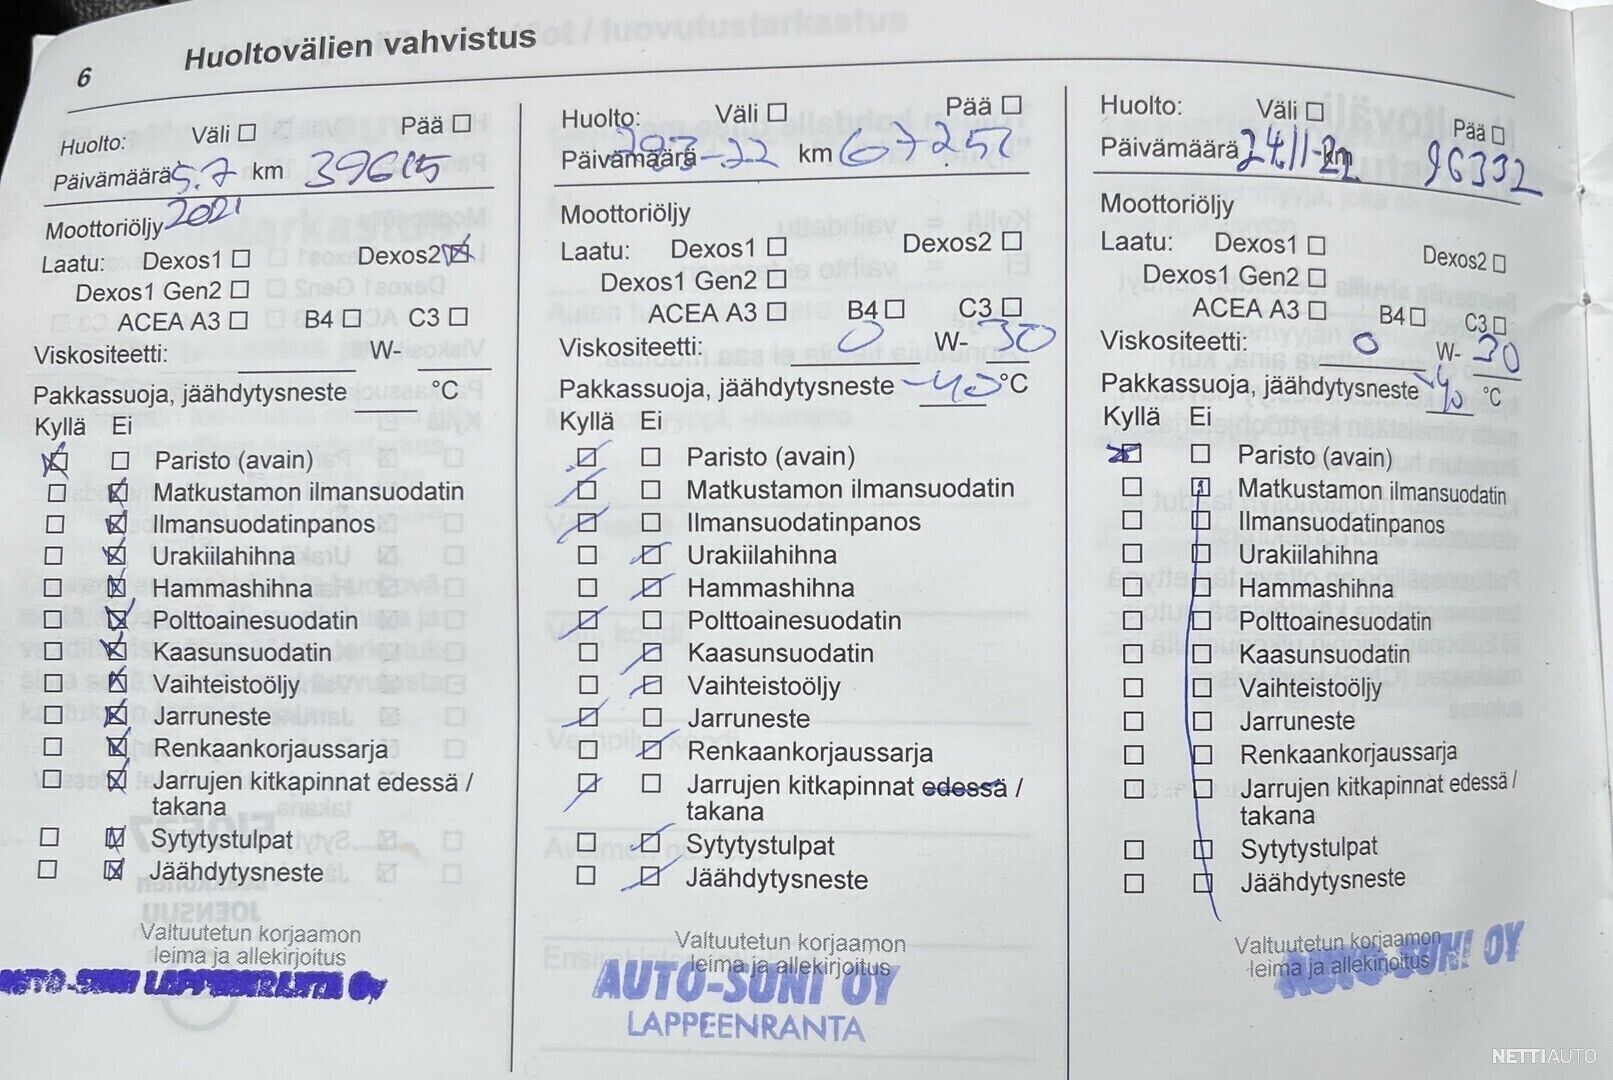 6 Huoltovälien vahvistus
Huolto: Väli Pää
Päivämäärä 5.7 km 39615
2021
Moottoriöljy
Laatu: Dexos1 Dexos2
Dexos1 Gen2
ACEA A3 B4 C3
Viskositeetti: W-
Pakkassuoja, jäähdytysneste °C
Kyllä Ei
Paristo (avain)
Matkustamon ilmansuodatin
Ilmansuodatinpanos
Urakiilahihna
Hammashihna
Polttoainesuodatin
Kaasunsuodatin
Vaihteistoöljy
Jarruneste
Renkaankorjaussarja
Jarrujen kitkapinnat edessä /
takana
Sytytystulpat
Jäähdytysneste
Valtuutetun korjaamon
leima ja allekirjoitus
AUTO-SUNI LAPPEENRANTA OY
Huolto: Väli Pää
Päivämäärä -22 km 67257
Moottoriöljy
Laatu: Dexos1 Dexos2
Dexos1 Gen2
ACEA A3 B4 C3
Viskositeetti: 0 W- 30
Pakkassuoja, jäähdytysneste -40 °C
Kyllä Ei
Paristo (avain)
Matkustamon ilmansuodatin
Ilmansuodatinpanos
Urakiilahihna
Hammashihna
Polttoainesuodatin
Kaasunsuodatin
Vaihteistoöljy
Jarruneste
Renkaankorjaussarja
Jarrujen kitkapinnat edessä /
takana
Sytytystulpat
Jäähdytysneste
Valtuutetun korjaamon
leima ja allekirjoitus
AUTO-SUNI OY
LAPPEENRANTA
Huolto: Väli Pää
Päivämäärä 24.11-22 km 96332
Moottoriöljy
Laatu: Dexos1 Dexos2
Dexos1 Gen2
ACEA A3 B4 C3
Viskositeetti: 0 W- 30
Pakkassuoja, jäähdytysneste -40 °C
Kyllä Ei
Paristo (avain)
Matkustamon ilmansuodatin
Ilmansuodatinpanos
Urakiilahihna
Hammashihna
Polttoainesuodatin
Kaasunsuodatin
Vaihteistoöljy
Jarruneste
Renkaankorjaussarja
Jarrujen kitkapinnat edessä /
takana
Sytytystulpat
Jäähdytysneste
Valtuutetun korjaamon
leima ja allekirjoitus
AUTO-SUNI OY
NETTIAUTO